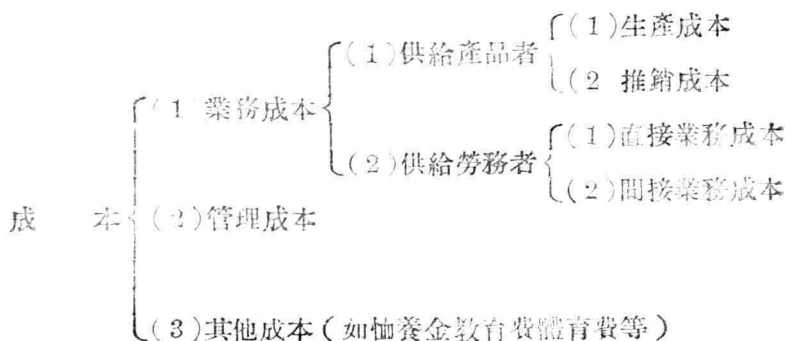 (1)生產成本
(1)供給產品者
(2 推銷成本
(1 業務成本
(1)直接業務成本
(2)供給勞務者
(2)間接業務成本
成 本
(2)管理成本
(3)其他成本(如恤養金敎育費體育費等)